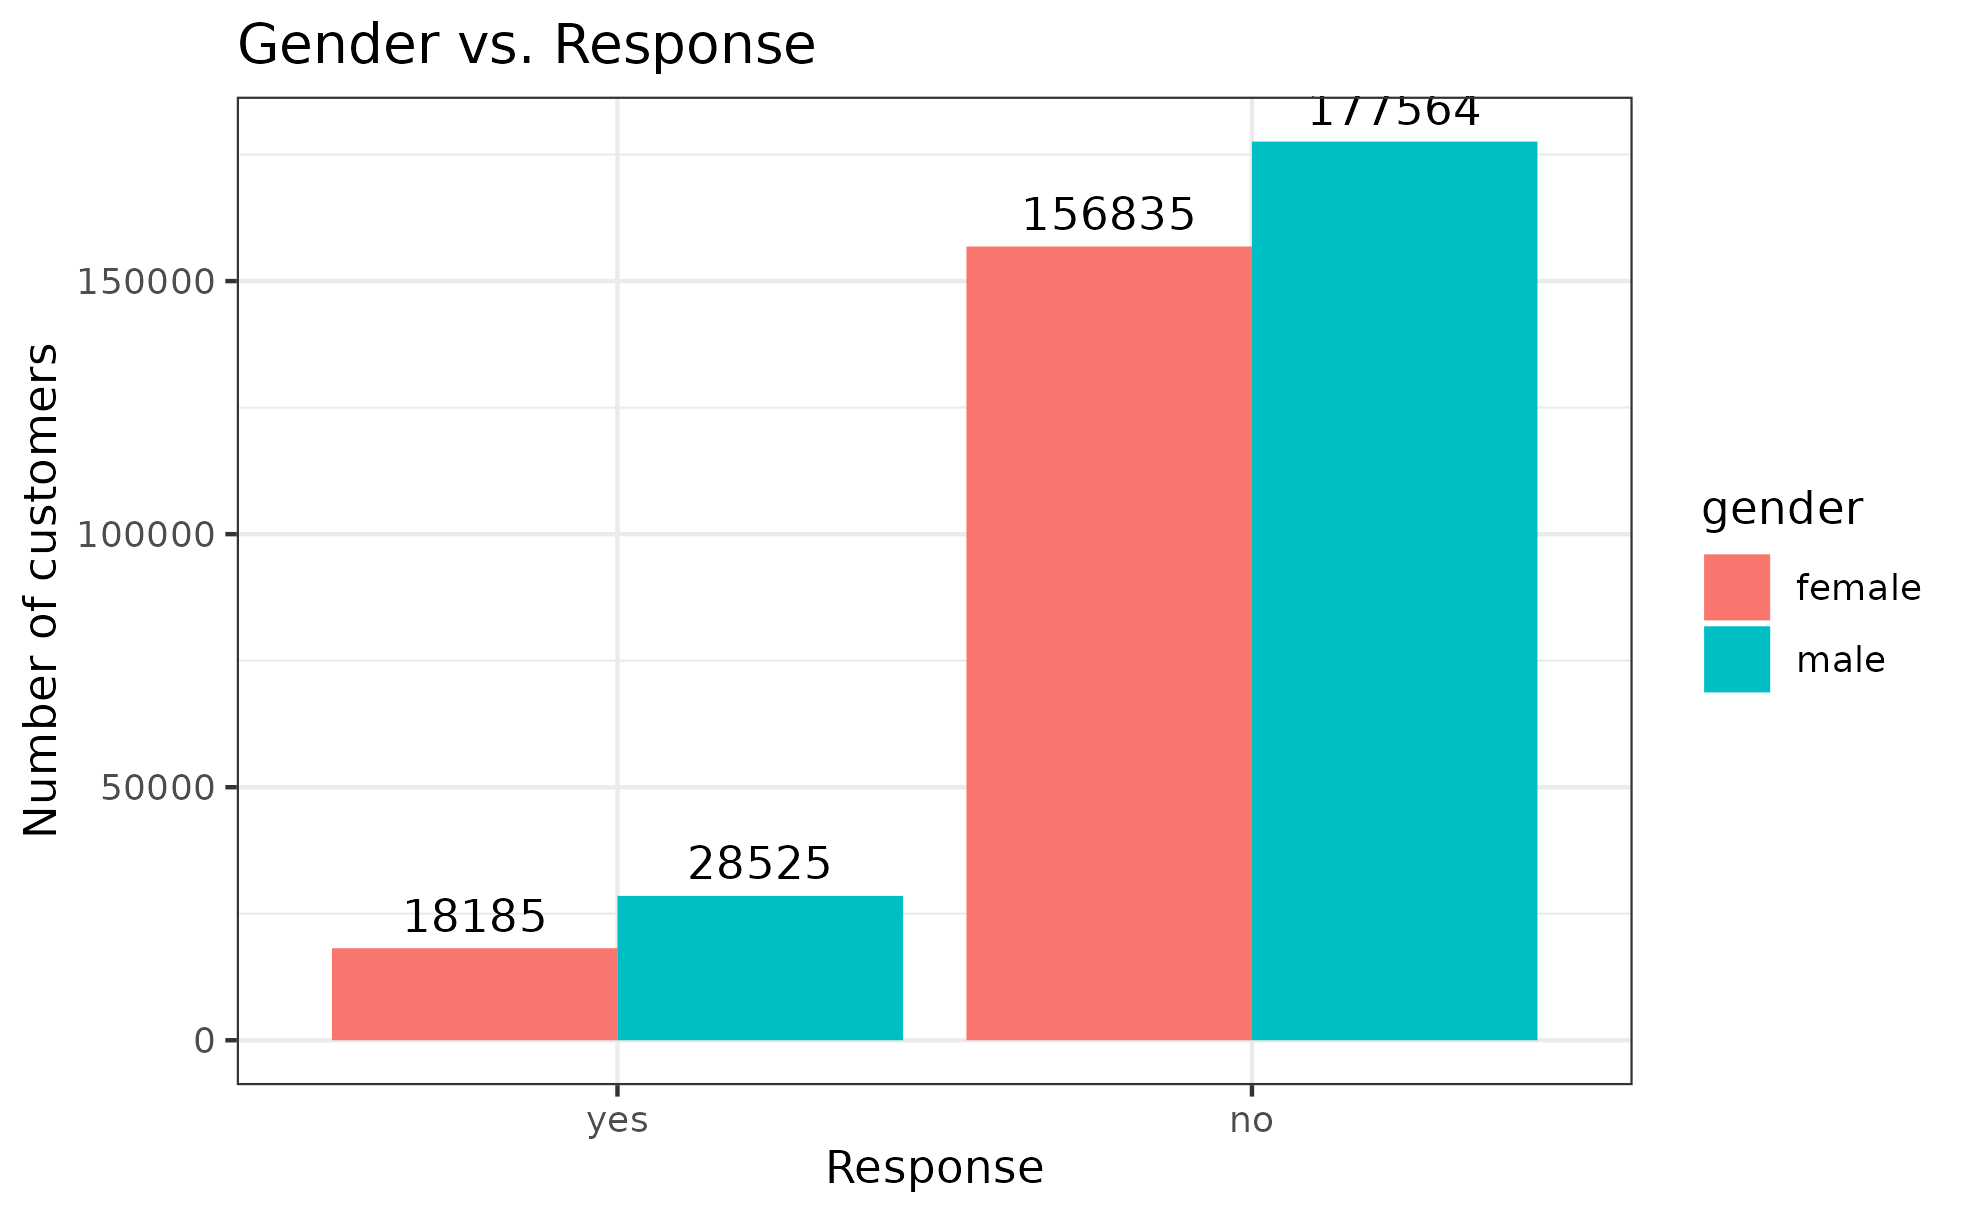 Gender vs. Response
177564
156835
150000
100000
50000
0
28525
18185
yes
no
Response
Number of customers
gender
female
male